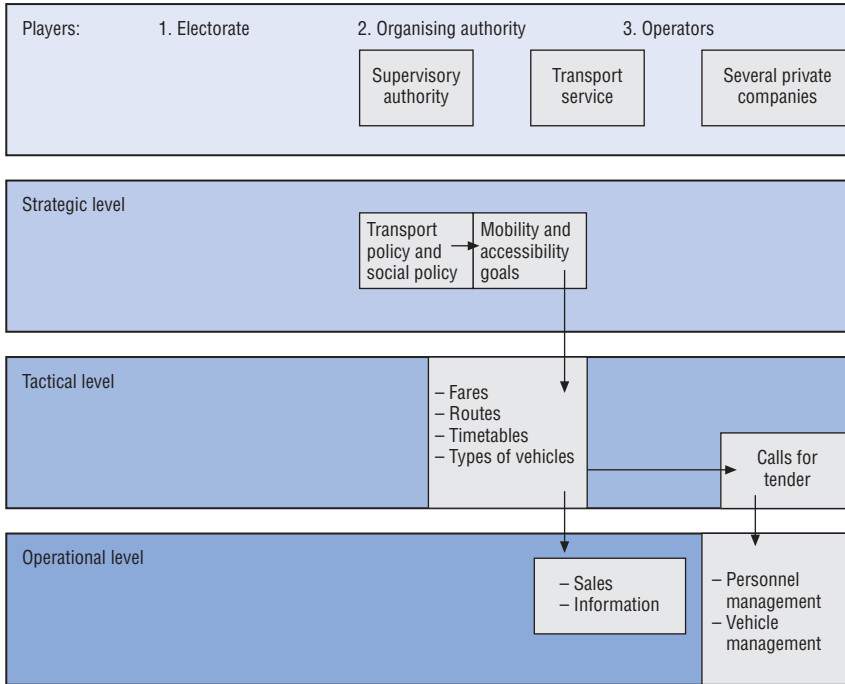 Players:
1. Electorate
2. Organising authority
3. Operators
Supervisory
authority
Transport
service
Several private
companies
Strategic level
Transport
policy and
social policy
Mobility and
accessibility
goals
Tactical level
– Fares
– Routes
– Timetables
– Types of vehicles
Calls for
tender
Operational level
– Sales
– Information
– Personnel
management
– Vehicle
management